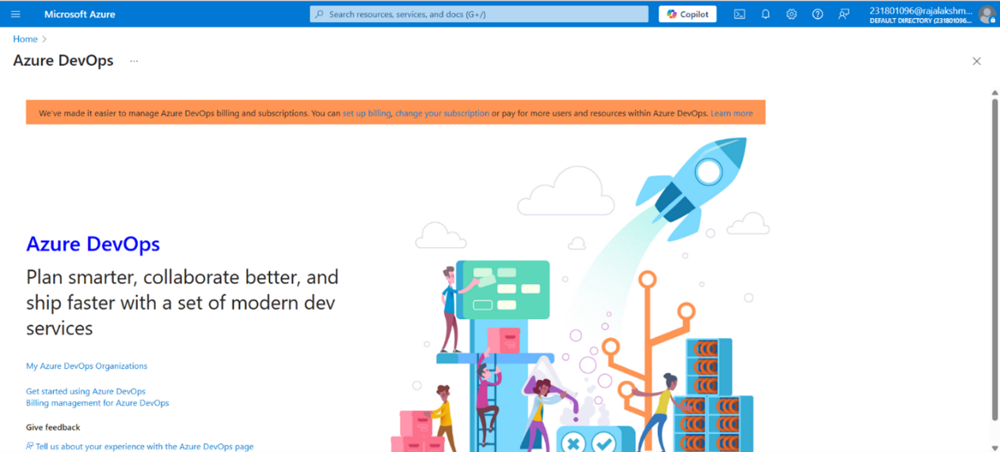 Microsoft Azure
Search resources, services, and docs (G+/)
Copilot
231801096@rajalakshm...
DEFAULT DIRECTORY (231801096...
Home >
Azure DevOps ...
We've made it easier to manage Azure DevOps billing and subscriptions. You can set up billing, change your subscription or pay for more users and resources within Azure DevOps. Learn more
Azure DevOps
Plan smarter, collaborate better, and
ship faster with a set of modern dev
services
My Azure DevOps Organizations
Get started using Azure DevOps
Billing management for Azure DevOps
Give feedback
Tell us about your experience with the Azure DevOps page